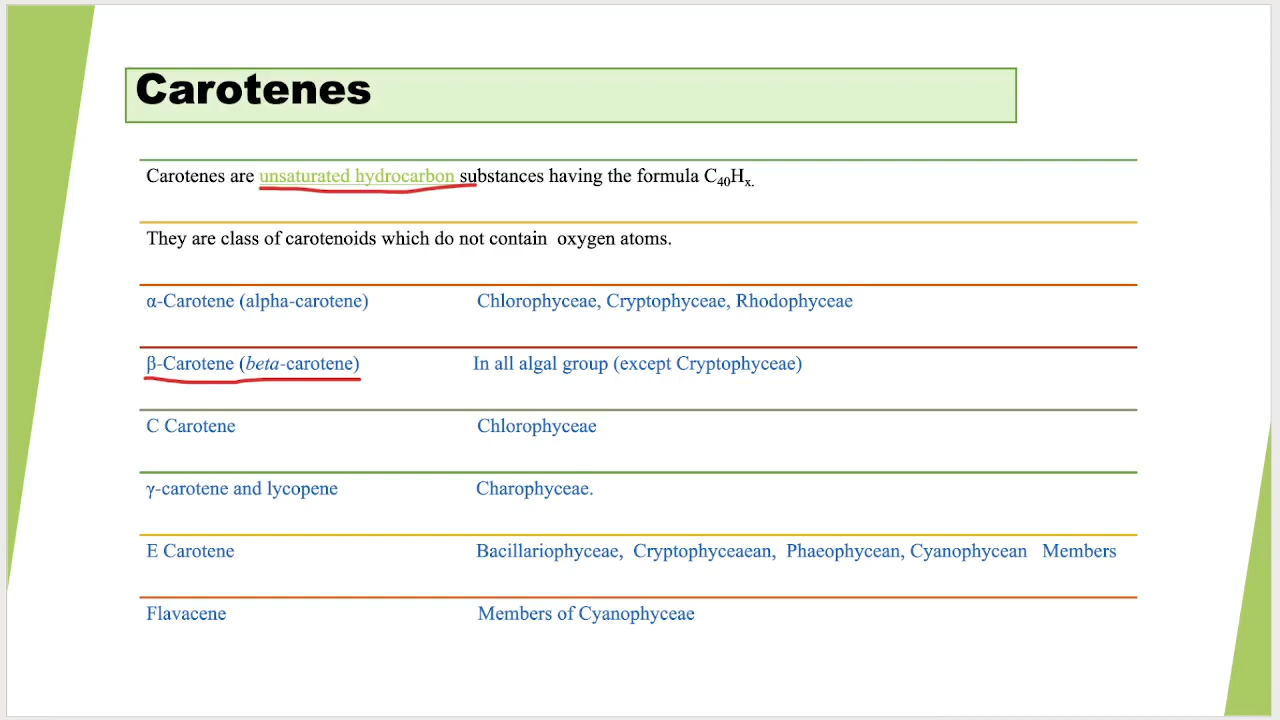 Carotenes
Carotenes are unsaturated hydrocarbon substances having the formula C40Hx.
They are class of carotenoids which do not contain oxygen atoms.
α-Carotene (alpha-carotene) Chlorophyceae, Cryptophyceae, Rhodophyceae
β-Carotene (beta-carotene) In all algal group (except Cryptophyceae)
C Carotene Chlorophyceae
γ-carotene and lycopene Charophyceae.
E Carotene Bacillariophyceae, Cryptophyceaean, Phaeophycean, Cyanophycean Members
Flavacene Members of Cyanophyceae